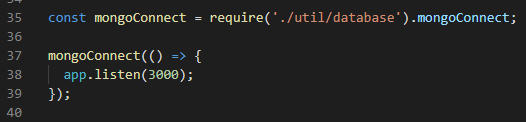 35 const mongoConnect = require('./util/database').mongoConnect;
36
37 mongoConnect(() => {
38   app.listen(3000);
39 });
40